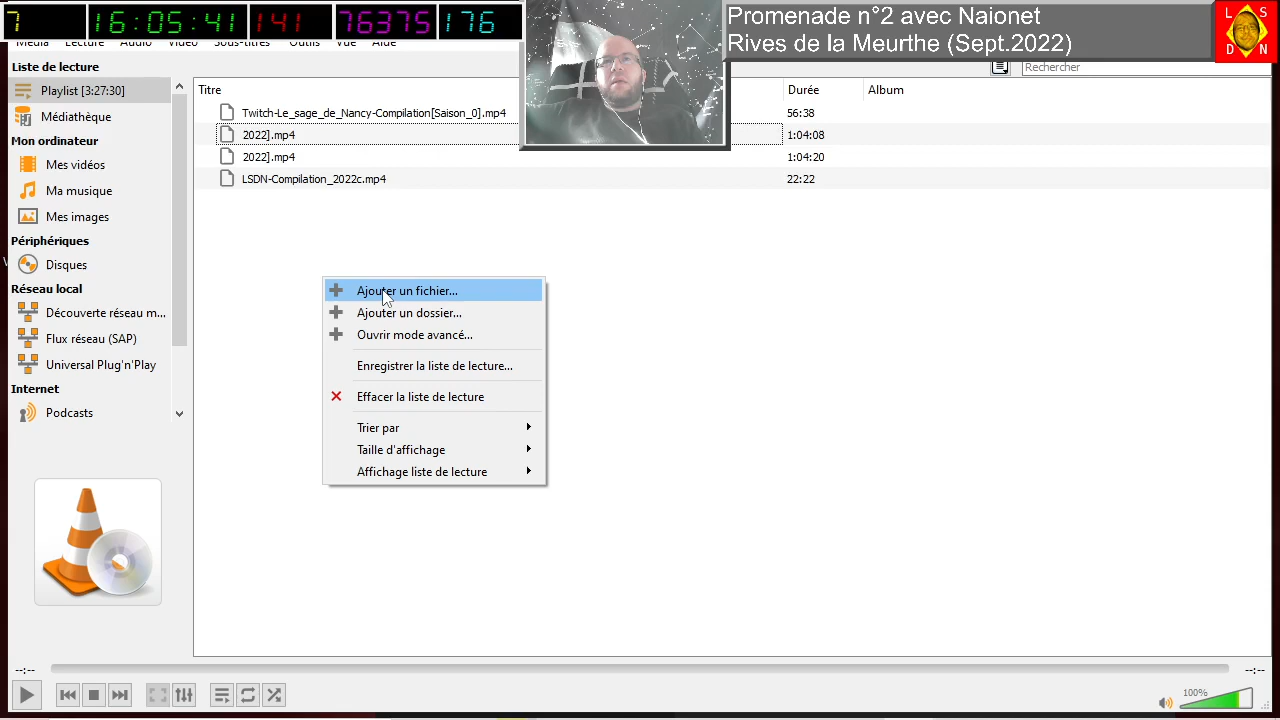 7 16:05:41 141 76375 176
Promunade n°2 avec Naionet
Rives de la Meurthe (Sept.2022)
L S
D N
Média Lecture Audio Vidéo Sous-titres Outils Vue Aide
Liste de lecture
Rechercher
Playlist [3:27:30]
Titre Durée Album
Médiathèque
Twitch-Le_sage_de_Nancy-Compilation[Saison_0].mp4 56:38
2022].mp4 1:04:08
2022].mp4 1:04:20
LSDN-Compilation_2022c.mp4 22:22
Mon ordinateur
Mes vidéos
Ma musique
Mes images
Périphériques
Disques
Réseau local
Découverte réseau m...
Flux réseau (SAP)
Universal Plug'n'Play
Internet
Podcasts
Ajouter un fichier...
Ajouter un dossier...
Ouvrir mode avancé...
Enregistrer la liste de lecture...
Effacer la liste de lecture
Trier par
Taille d'affichage
Affichage liste de lecture
--:-- --:--
100%